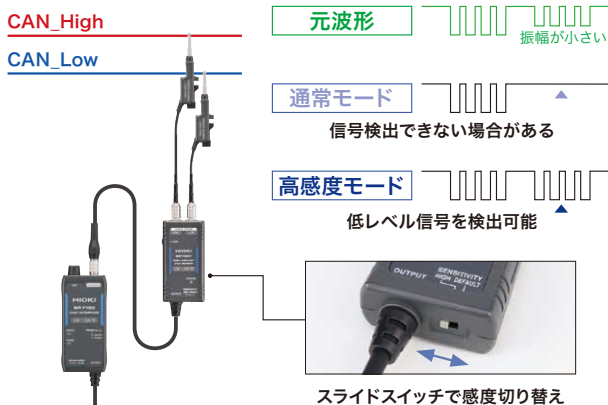 CAN_High
CAN_Low
元波形
振幅が小さい
通常モード
信号検出できない場合がある
高感度モード
低レベル信号を検出可能
HIOKI
HIOKI
OUTPUT
SENSITIVITY
HIGH DEFAULT
スライドスイッチで感度切り替え